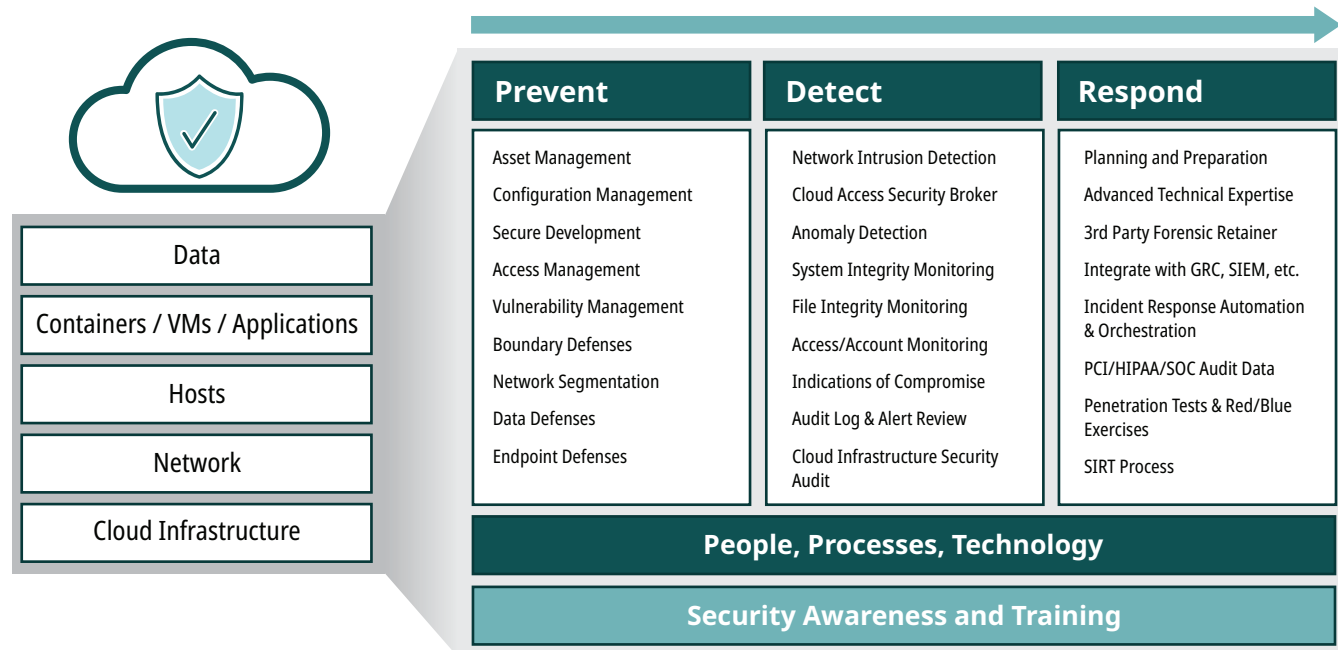 Data
Containers / VMs / Applications
Hosts
Network
Cloud Infrastructure
Prevent
Asset Management
Configuration Management
Secure Development
Access Management
Vulnerability Management
Boundary Defenses
Network Segmentation
Data Defenses
Endpoint Defenses
Detect
Network Intrusion Detection
Cloud Access Security Broker
Anomaly Detection
System Integrity Monitoring
File Integrity Monitoring
Access/Account Monitoring
Indications of Compromise
Audit Log & Alert Review
Cloud Infrastructure Security
Audit
Respond
Planning and Preparation
Advanced Technical Expertise
3rd Party Forensic Retainer
Integrate with GRC, SIEM, etc.
Incident Response Automation
& Orchestration
PCI/HIPAA/SOC Audit Data
Penetration Tests & Red/Blue
Exercises
SIRT Process
People, Processes, Technology
Security Awareness and Training